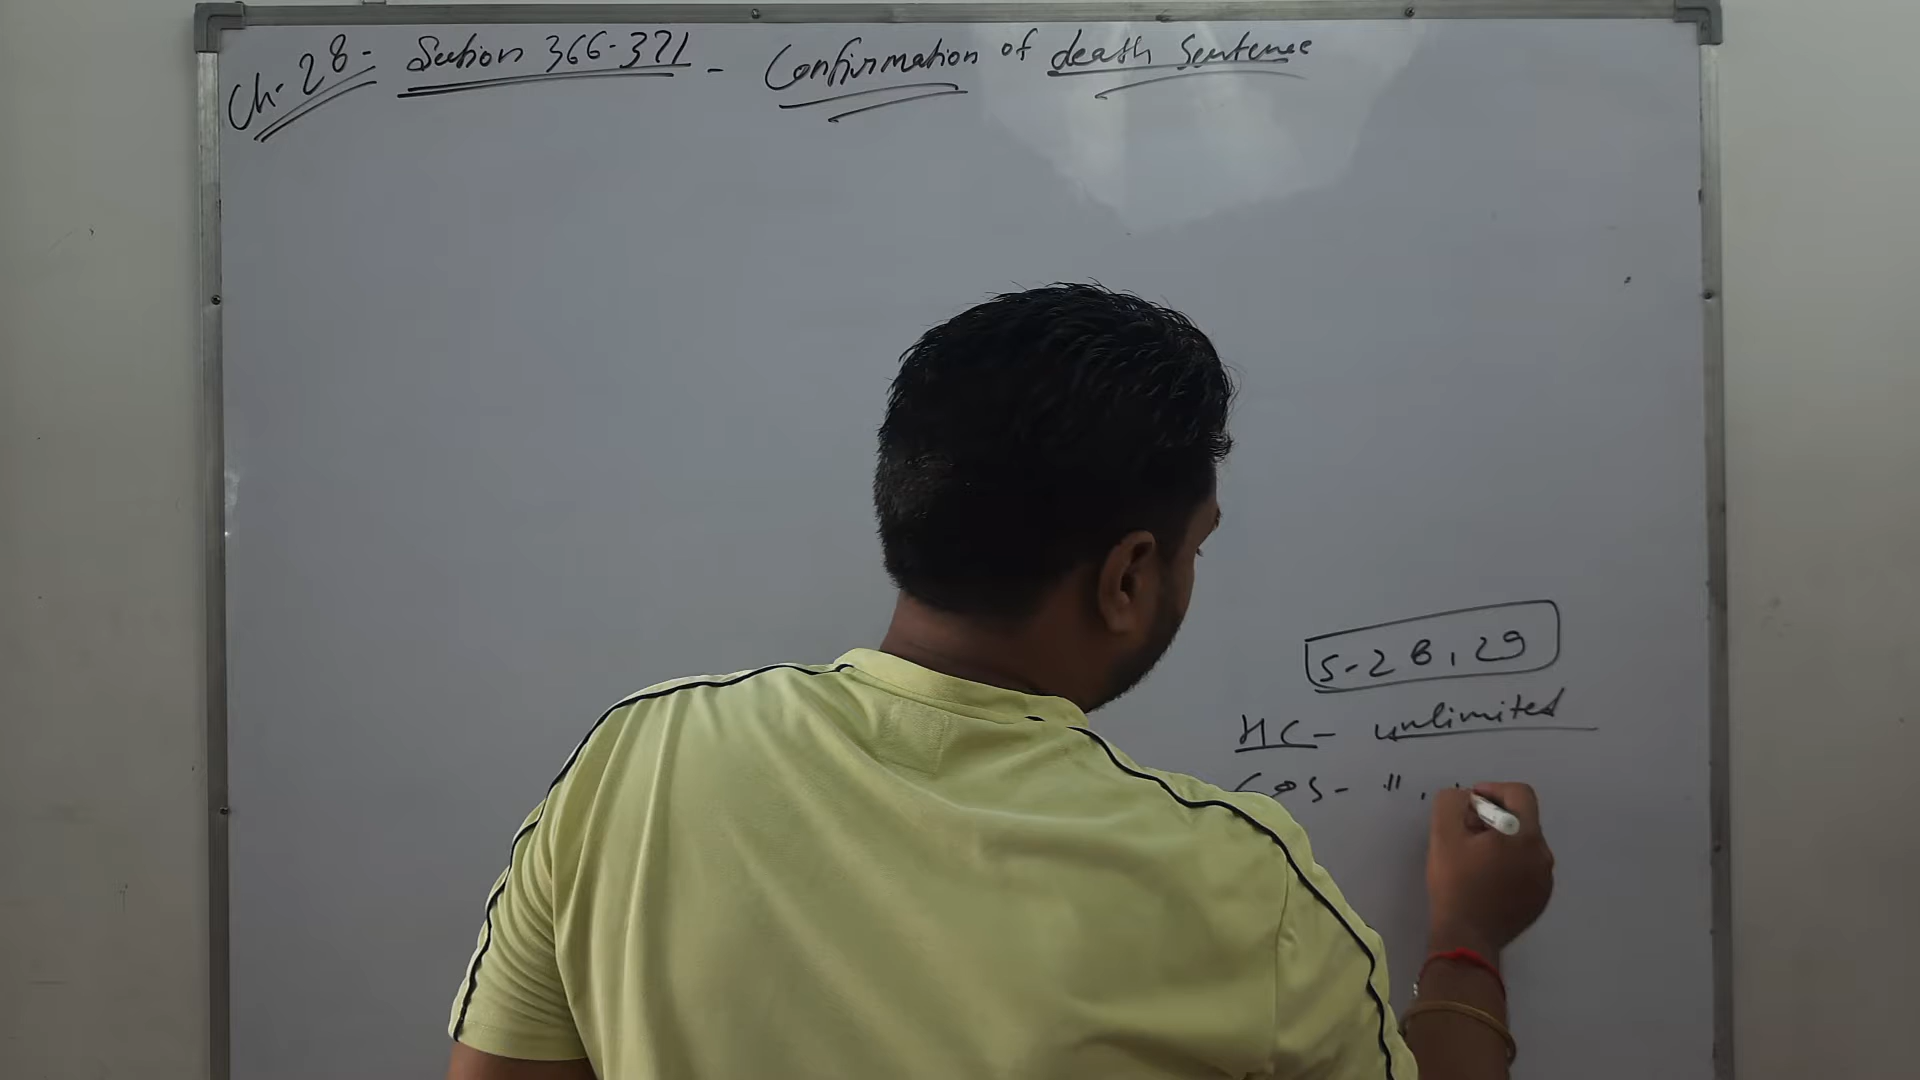 Ch-28- Section 366-371 - Confirmation of death sentence
S-28, 29
HC- unlimited
COS- "